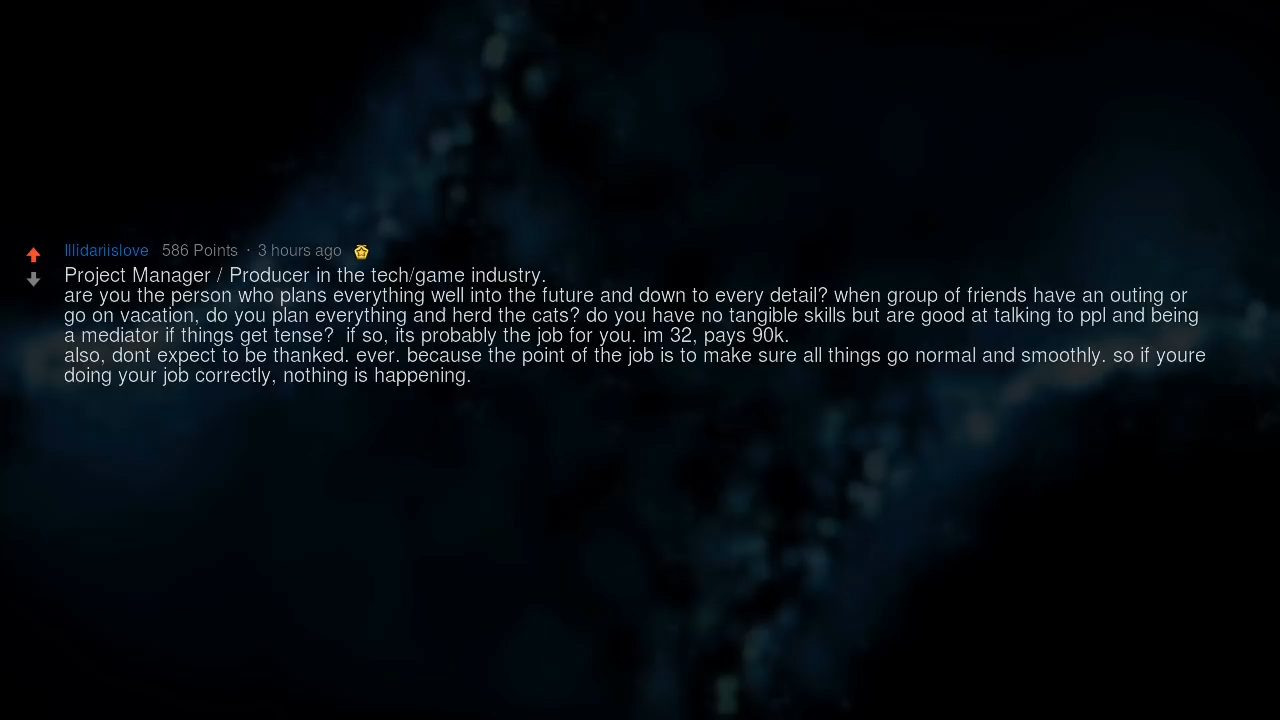 Illidariislove 586 Points · 3 hours ago
Project Manager / Producer in the tech/game industry.
are you the person who plans everything well into the future and down to every detail? when group of friends have an outing or
go on vacation, do you plan everything and herd the cats? do you have no tangible skills but are good at talking to ppl and being
a mediator if things get tense?  if so, its probably the job for you. im 32, pays 90k.
also, dont expect to be thanked. ever. because the point of the job is to make sure all things go normal and smoothly. so if youre
doing your job correctly, nothing is happening.